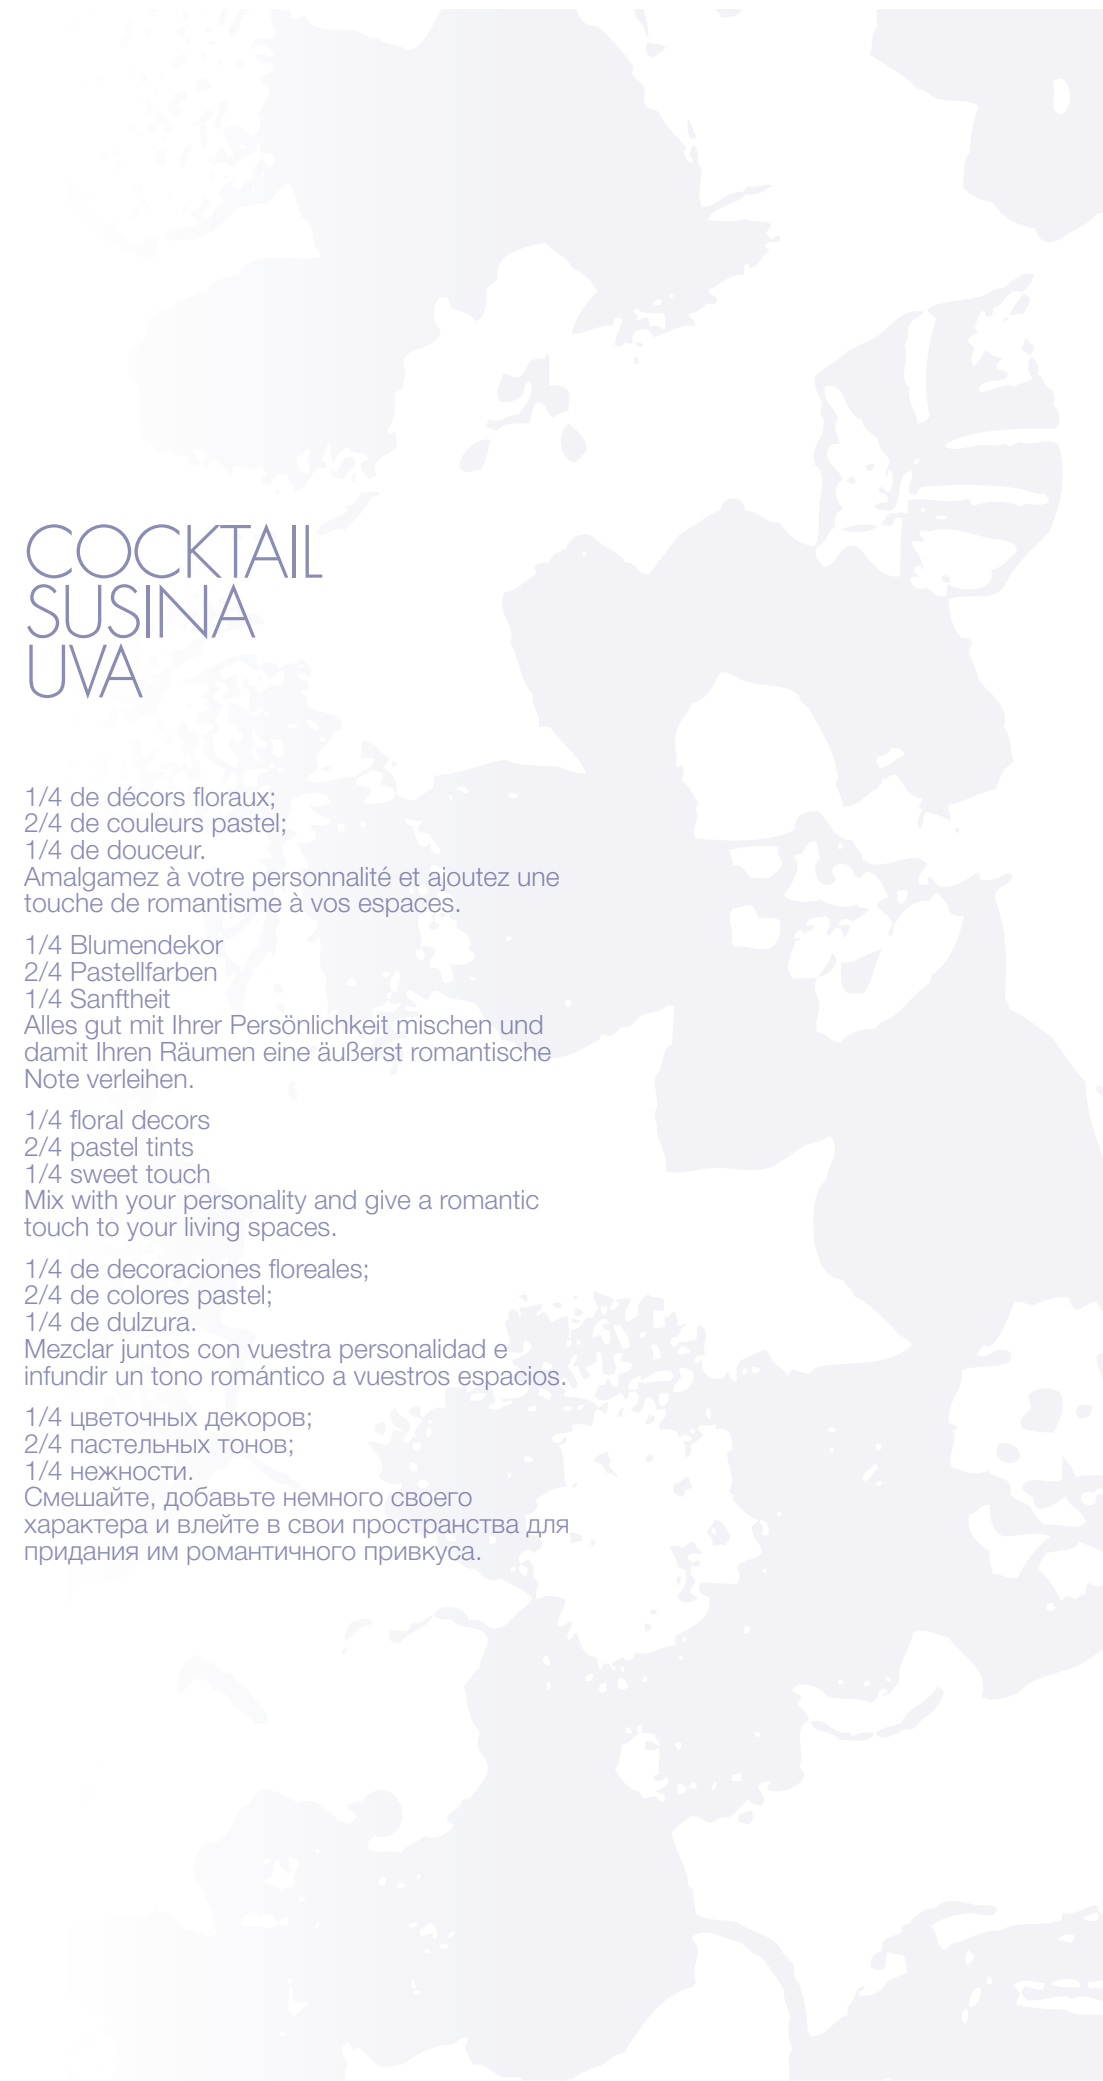 COCKTAIL
SUSINA
UVA
1/4 de décors floraux;
2/4 de couleurs pastel;
1/4 de douceur.
Amalgamez à votre personnalité et ajoutez une
touche de romantisme à vos espaces.
1/4 Blumendekor
2/4 Pastellfarben
1/4 Sanftheit
Alles gut mit Ihrer Persönlichkeit mischen und
damit Ihren Räumen eine äußerst romantische
Note verleihen.
1/4 floral decors
2/4 pastel tints
1/4 sweet touch
Mix with your personality and give a romantic
touch to your living spaces.
1/4 de decoraciones floreales;
2/4 de colores pastel;
1/4 de dulzura.
Mezclar juntos con vuestra personalidad e
infundir un tono romántico a vuestros espacios.
1/4 цветочных декоров;
2/4 пастельных тонов;
1/4 нежности.
Смешайте, добавьте немного своего
характера и влейте в свои пространства для
придания им романтичного привкуса.